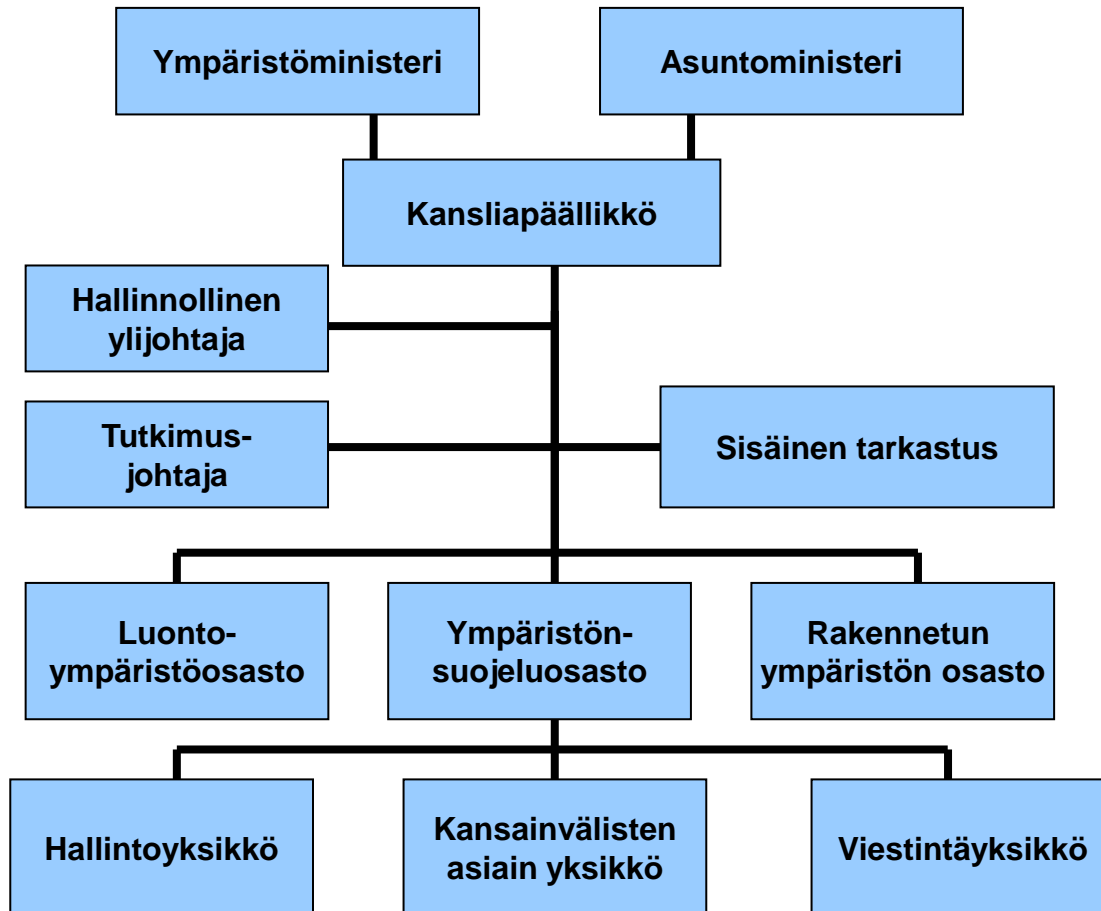 Ympäristöministeri
Asuntoministeri
Kansliapäällikkö
Hallinnollinen
ylijohtaja
Tutkimus-
johtaja
Sisäinen tarkastus
Luonto-
ympäristöosasto
Ympäristön-
suojeluosasto
Rakennetun
ympäristön osasto
Hallintoyksikkö
Kansainvälisten
asiain yksikkö
Viestintäyksikkö